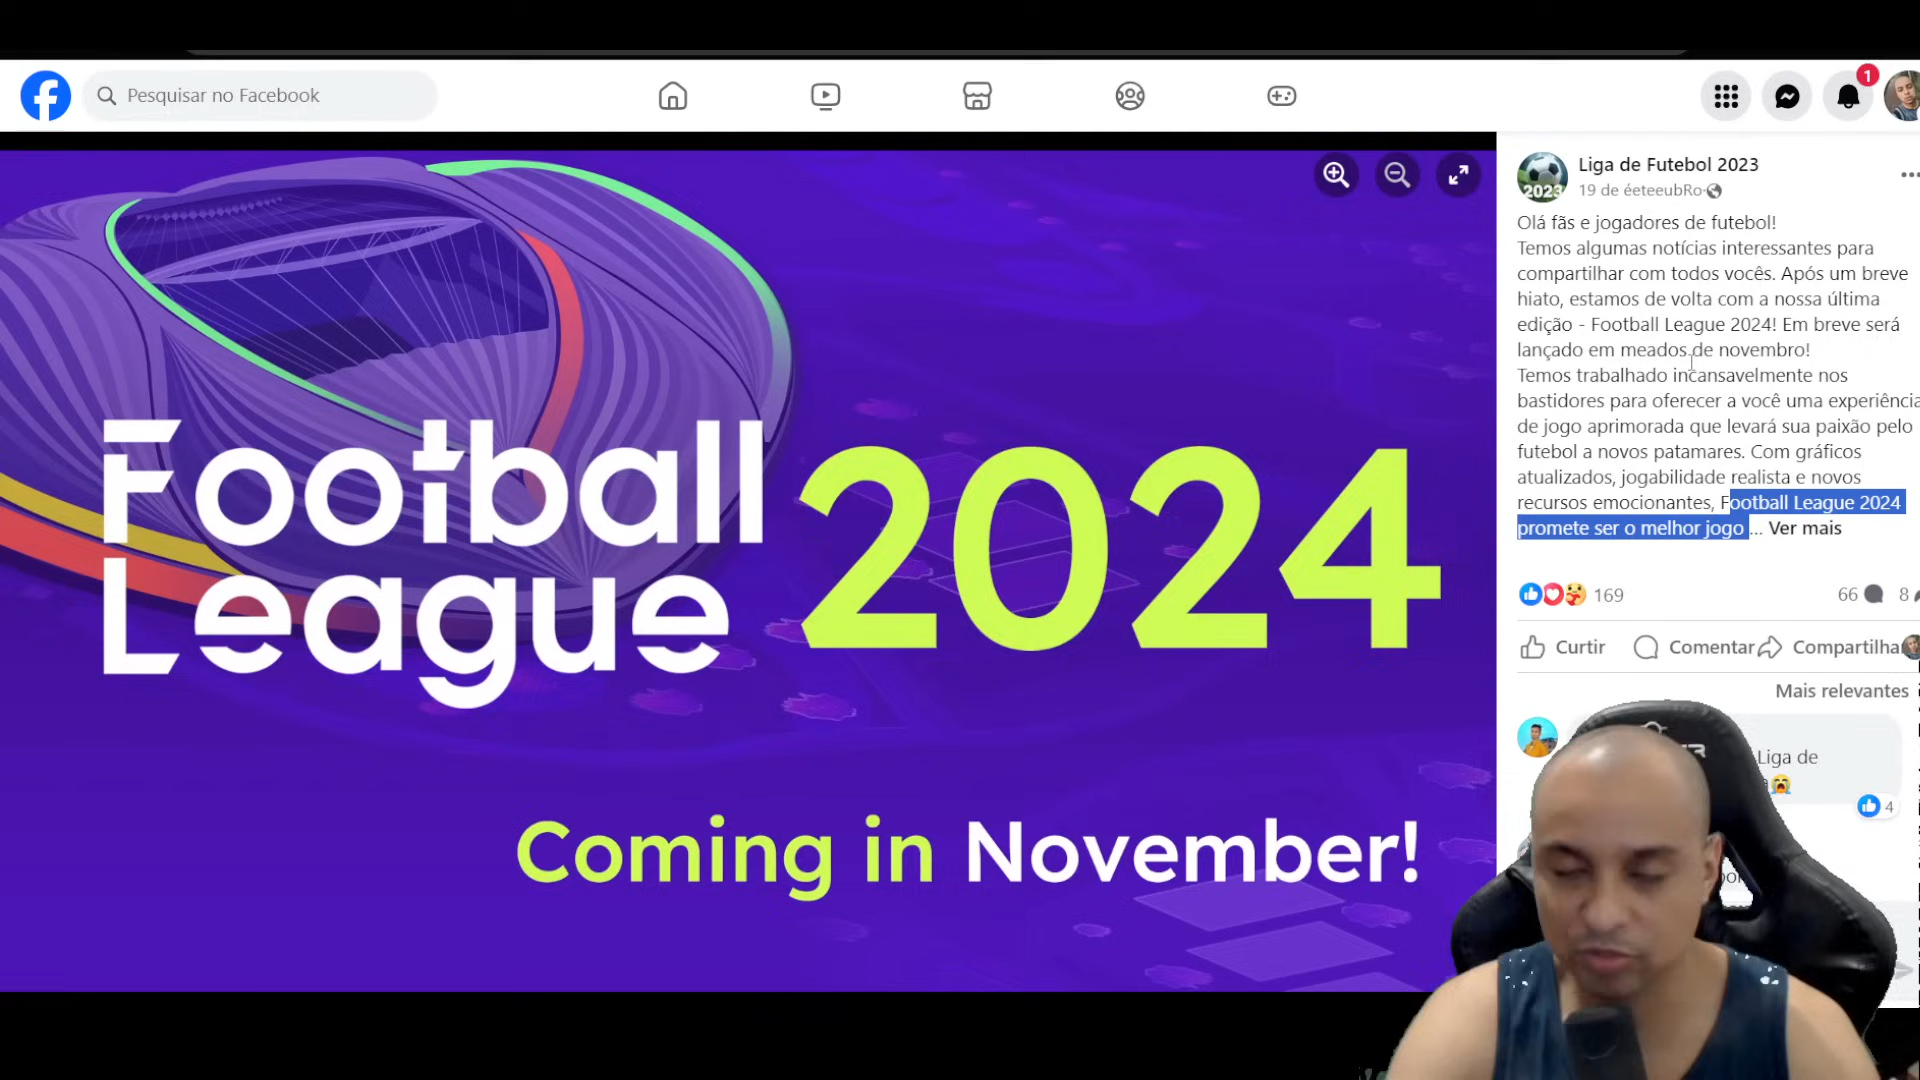 Pesquisar no Facebook
1
Football
League 2024
Coming in November!
2023
Liga de Futebol 2023
19 de éeteeubRo
Olá fãs e jogadores de futebol!
Temos algumas notícias interessantes para
compartilhar com todos vocês. Após um breve
hiato, estamos de volta com a nossa última
edição - Football League 2024! Em breve será
lançado em meados de novembro!
Temos trabalhado incansavelmente nos
bastidores para oferecer a você uma experiência
de jogo aprimorada que levará sua paixão pelo
futebol a novos patamares. Com gráficos
atualizados, jogabilidade realista e novos
recursos emocionantes, Football League 2024
promete ser o melhor jogo ... Ver mais
169
66
8
Curtir
Comentar
Compartilha
Mais relevantes
Liga de
4